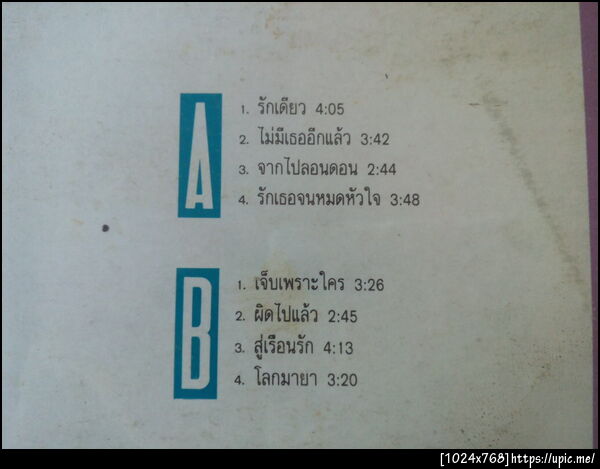 A
1. รักเดียว 4:05
2. ไม่มีเธออีกแล้ว 3:42
3. จากไปลอนดอน 2:44
4. รักเธอจนหมดหัวใจ 3:48
B
1. เจ็บเพราะใคร 3:26
2. ผิดไปแล้ว 2:45
3. สู่เรือนรัก 4:13
4. โลกมายา 3:20
[1024x768]https://upic.me/